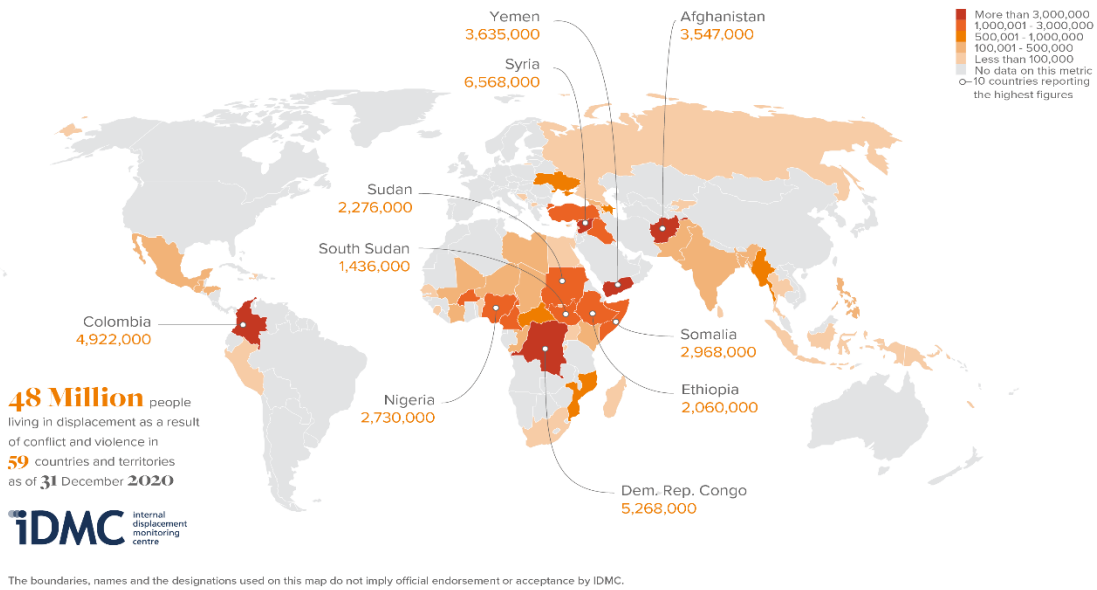 Yemen
3,635,000
Afghanistan
3,547,000
Syria
6,568,000
More than 3,000,000
1,000,001 - 3,000,000
500,001 - 1,000,000
100,001 - 500,000
Less than 100,000
No data on this metric
10 countries reporting
the highest figures
Sudan
2,276,000
South Sudan
1,436,000
Colombia
4,922,000
Somalia
2,968,000
Nigeria
2,730,000
Ethiopia
2,060,000
Dem. Rep. Congo
5,268,000
48 Million people
living in displacement as a result
of conflict and violence in
59 countries and territories
as of 31 December 2020
iDMC
internal
displacement
monitoring
centre
The boundaries, names and the designations used on this map do not imply official endorsement or acceptance by IDMC.